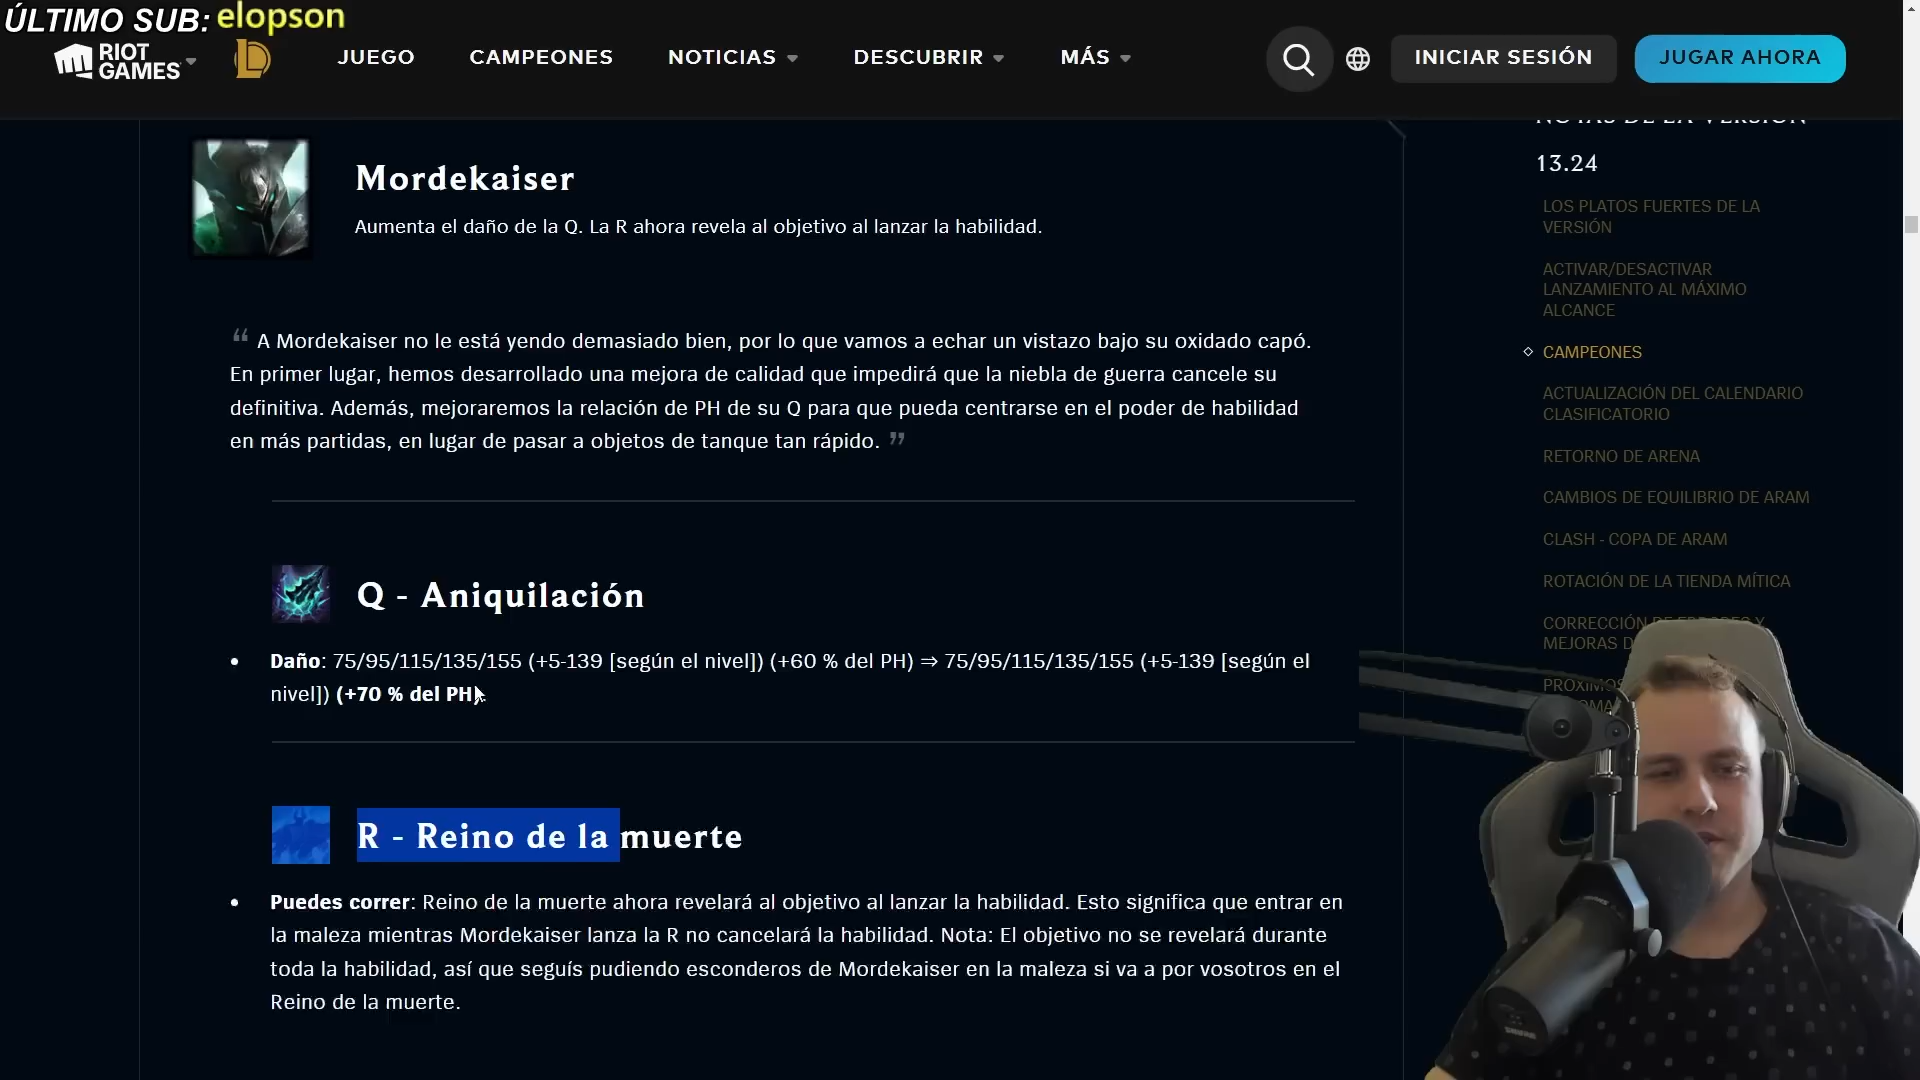 ÚLTIMO SUB: elopson
RIOT GAMES
JUEGO
CAMPEONES
NOTICIAS
DESCUBRIR
MÁS
INICIAR SESIÓN
JUGAR AHORA
Mordekaiser
Aumenta el daño de la Q. La R ahora revela al objetivo al lanzar la habilidad.
“ A Mordekaiser no le está yendo demasiado bien, por lo que vamos a echar un vistazo bajo su oxidado capó.
En primer lugar, hemos desarrollado una mejora de calidad que impedirá que la niebla de guerra cancele su
definitiva. Además, mejoraremos la relación de PH de su Q para que pueda centrarse en el poder de habilidad
en más partidas, en lugar de pasar a objetos de tanque tan rápido. ”
Q - Aniquilación
• Daño: 75/95/115/135/155 (+5-139 [según el nivel]) (+60 % del PH) ⇒ 75/95/115/135/155 (+5-139 [según el
nivel]) (+70 % del PH)
R - Reino de la muerte
• Puedes correr: Reino de la muerte ahora revelará al objetivo al lanzar la habilidad. Esto significa que entrar en
la maleza mientras Mordekaiser lanza la R no cancelará la habilidad. Nota: El objetivo no se revelará durante
toda la habilidad, así que seguís pudiendo esconderos de Mordekaiser en la maleza si va a por vosotros en el
Reino de la muerte.
NOTAS DE LA VERSIÓN
13.24
LOS PLATOS FUERTES DE LA
VERSIÓN
ACTIVAR/DESACTIVAR
LANZAMIENTO AL MÁXIMO
ALCANCE
CAMPEONES
ACTUALIZACIÓN DEL CALENDARIO
CLASIFICATORIO
RETORNO DE ARENA
CAMBIOS DE EQUILIBRIO DE ARAM
CLASH - COPA DE ARAM
ROTACIÓN DE LA TIENDA MÍTICA
CORRECCIÓN DE ERRORES Y
MEJORAS